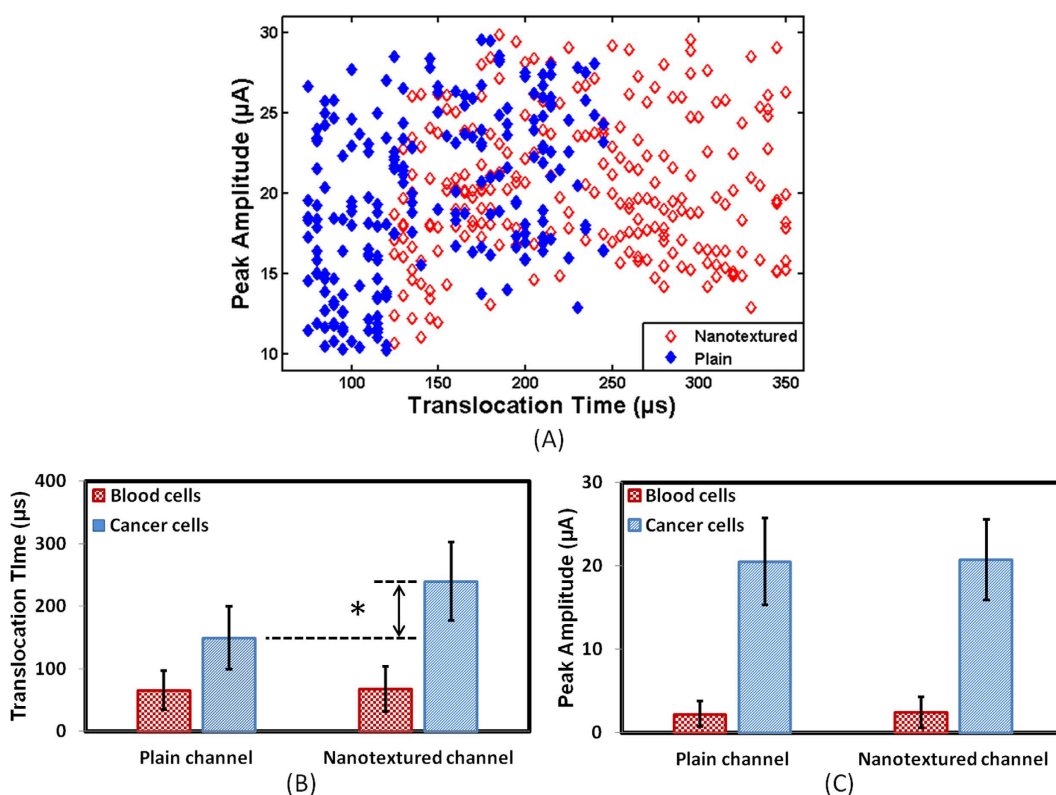 30
25
20
15
10
Peak Amplitude (µA)
Nanotextured
Plain
100 150 200 250 300 350
Translocation Time (µs)
(A)
400
300
200
100
0
Translocation TIme (µs)
Blood cells
Cancer cells
*
Plain channel Nanotextured channel
(B)
30
20
10
0
Peak Amplitude (µA)
Blood cells
Cancer cells
Plain channel Nanotextured channel
(C)